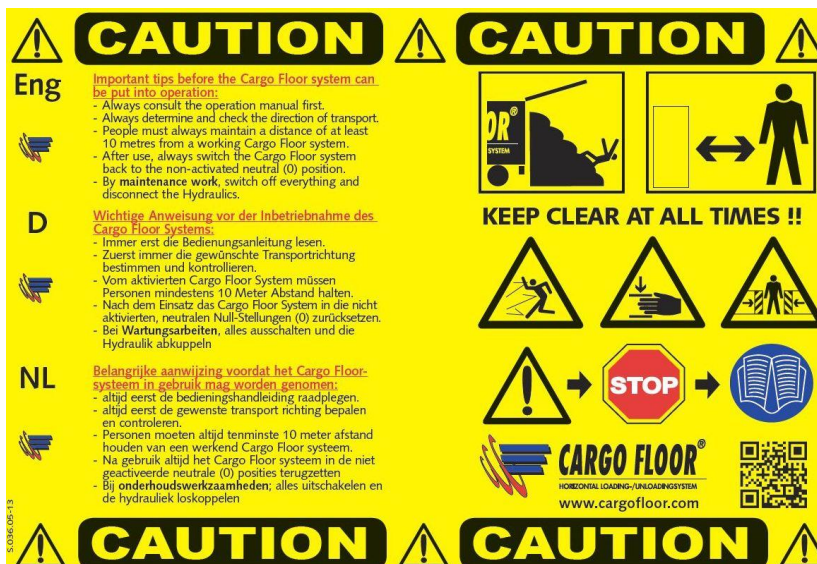 CAUTION
CAUTION
Eng
Important tips before the Cargo Floor system can
be put into operation:
- Always consult the operation manual first.
- Always determine and check the direction of transport.
- People must always maintain a distance of at least
10 metres from a working Cargo Floor system.
- After use, always switch the Cargo Floor system
back to the non-activated neutral (0) position.
- By maintenance work, switch off everything and
disconnect the Hydraulics.
D
Wichtige Anweisung vor der Inbetriebnahme des
Cargo Floor Systems:
- Immer erst die Bedienungsanleitung lesen.
- Zuerst immer die gewünschte Transportrichtung
bestimmen und kontrollieren.
- Vom aktivierten Cargo Floor System müssen
Personen mindestens 10 Meter Abstand halten.
- Nach dem Einsatz das Cargo Floor System in die nicht
aktivierten, neutralen Null-Stellungen (0) zurücksetzen.
- Bei Wartungsarbeiten, alles ausschalten und die
Hydraulik abkuppeln
NL
Belangrijke aanwijzing voordat het Cargo Floor-
systeem in gebruik mag worden genomen:
- altijd eerst de bedieningshandleiding raadplegen.
- altijd eerst de gewenste transport richting bepalen
en controleren.
- Personen moeten altijd tenminste 10 meter afstand
houden van een werkend Cargo Floor systeem.
- Na gebruik altijd het Cargo Floor systeem in de niet
geactiveerde neutrale (0) posities terugzetten
- Bij onderhoudswerkzaamheden; alles uitschakelen en
de hydrauliek loskoppelen
S.036.05-13
OR®
SYSTEM
KEEP CLEAR AT ALL TIMES !!
STOP
CARGO FLOOR®
HORIZONTAL LOADING-/UNLOADINGSYSTEM
www.cargofloor.com
CAUTION
CAUTION